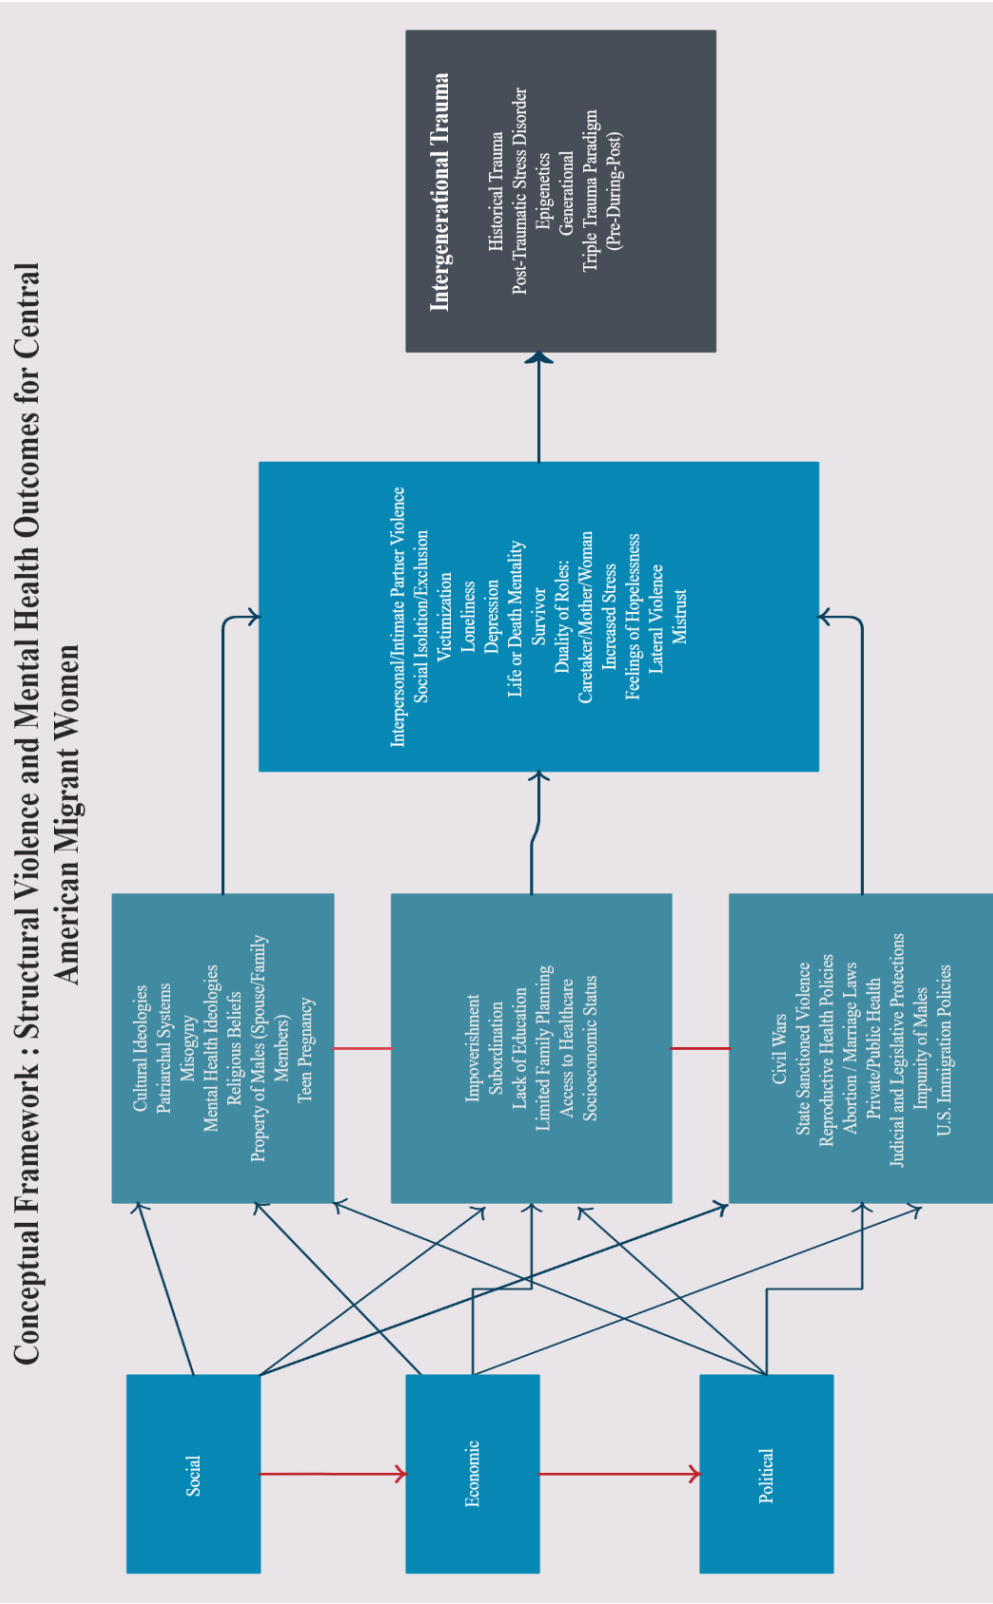 Conceptual Framework : Structural Violence and Mental Health Outcomes for Central
American Migrant Women
Social
Economic
Political
Cultural Ideologies
Patriarchal Systems
Misogyny
Mental Health Ideologies
Religious Beliefs
Property of Males (Spouse/Family
Members)
Teen Pregnancy
Impoverishment
Subordination
Lack of Education
Limited Family Planning
Access to Healthcare
Socioeconomic Status
Civil Wars
State Sanctioned Violence
Reproductive Health Policies
Abortion / Marriage Laws
Private/Public Health
Judicial and Legislative Protections
Impunity of Males
U.S. Immigration Policies
Interpersonal/Intimate Partner Violence
Social Isolation/Exclusion
Victimization
Loneliness
Depression
Life or Death Mentality
Survivor
Duality of Roles:
Caretaker/Mother/Woman
Increased Stress
Feelings of Hopelessness
Lateral Violence
Mistrust
Intergenerational Trauma
Historical Trauma
Post-Traumatic Stress Disorder
Epigenetics
Generational
Triple Trauma Paradigm
(Pre-During-Post)